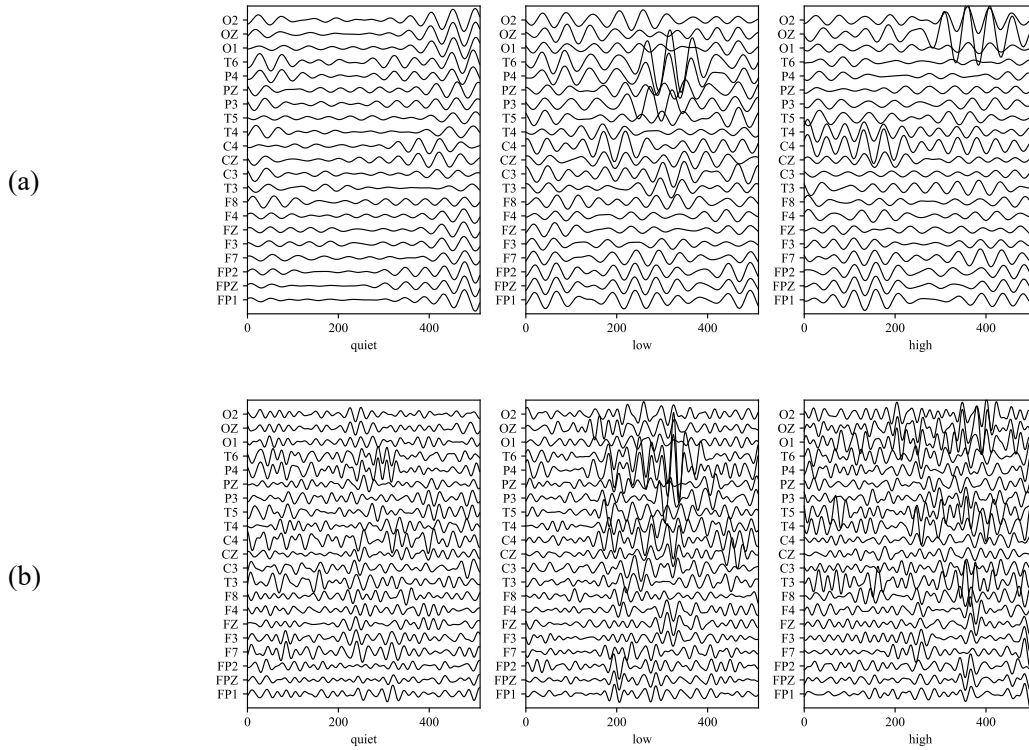 (a)
O2
OZ
O1
T6
P4
PZ
P3
T5
T4
C4
CZ
C3
T3
F8
F4
FZ
F3
F7
FP2
FPZ
FP1
0 200 400
quiet
O2
OZ
O1
T6
P4
PZ
P3
T5
T4
C4
CZ
C3
T3
F8
F4
FZ
F3
F7
FP2
FPZ
FP1
0 200 400
low
O2
OZ
O1
T6
P4
PZ
P3
T5
T4
C4
CZ
C3
T3
F8
F4
FZ
F3
F7
FP2
FPZ
FP1
0 200 400
high
(b)
O2
OZ
O1
T6
P4
PZ
P3
T5
T4
C4
CZ
C3
T3
F8
F4
FZ
F3
F7
FP2
FPZ
FP1
0 200 400
quiet
O2
OZ
O1
T6
P4
PZ
P3
T5
T4
C4
CZ
C3
T3
F8
F4
FZ
F3
F7
FP2
FPZ
FP1
0 200 400
low
O2
OZ
O1
T6
P4
PZ
P3
T5
T4
C4
CZ
C3
T3
F8
F4
FZ
F3
F7
FP2
FPZ
FP1
0 200 400
high